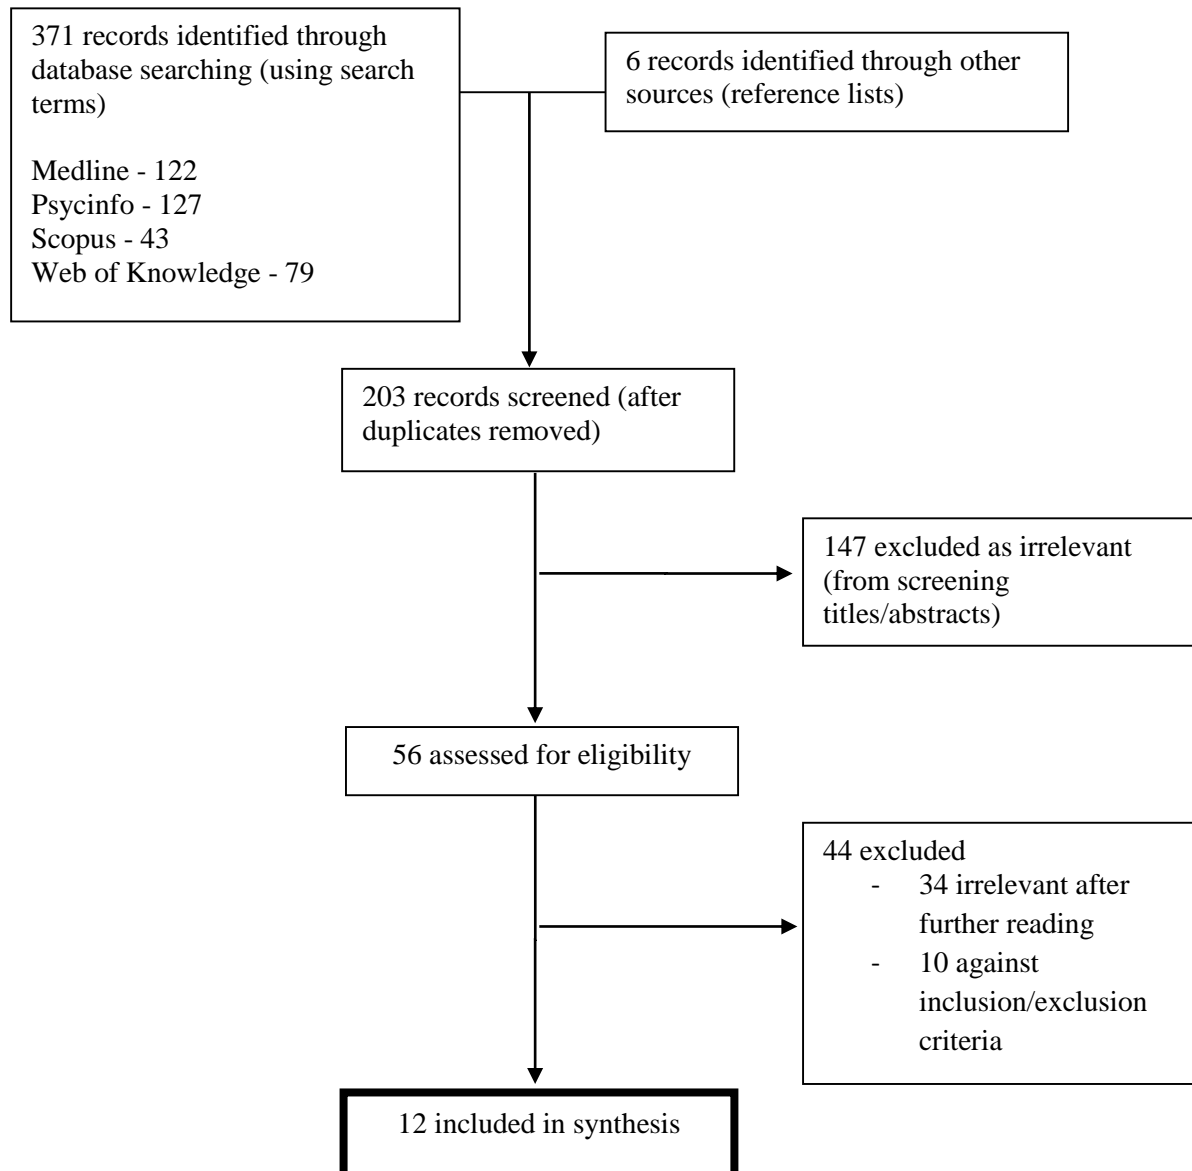 371 records identified through
database searching (using search
terms)
Medline - 122
Psycinfo - 127
Scopus - 43
Web of Knowledge - 79
6 records identified through other
sources (reference lists)
203 records screened (after
duplicates removed)
147 excluded as irrelevant
(from screening
titles/abstracts)
56 assessed for eligibility
44 excluded
- 34 irrelevant after
further reading
- 10 against
inclusion/exclusion
criteria
12 included in synthesis